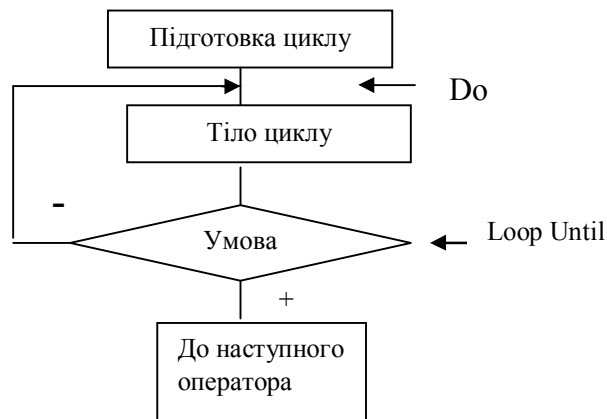 Підготовка циклу
Do
Тіло циклу
-
Умова
Loop Until
+
До наступного
оператора